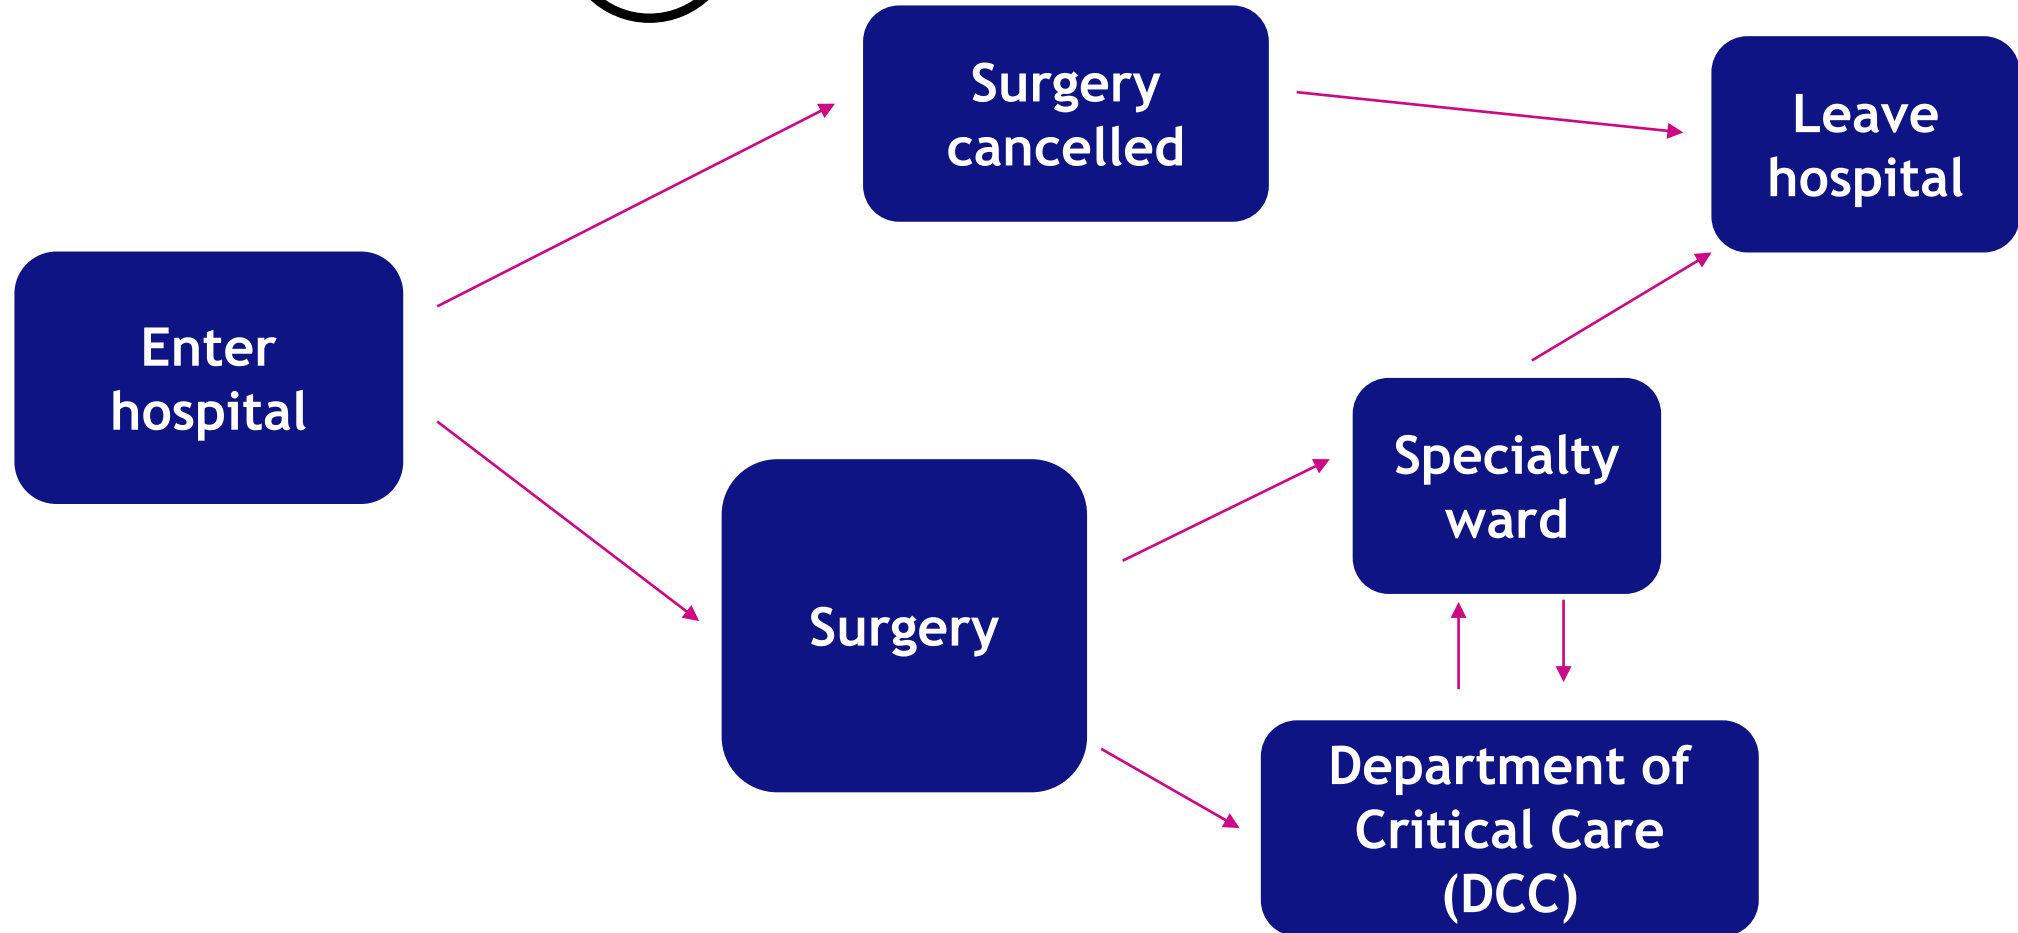 Surgery
cancelled
Leave
hospital
Enter
hospital
Specialty
ward
Surgery
Department of
Critical Care
(DCC)